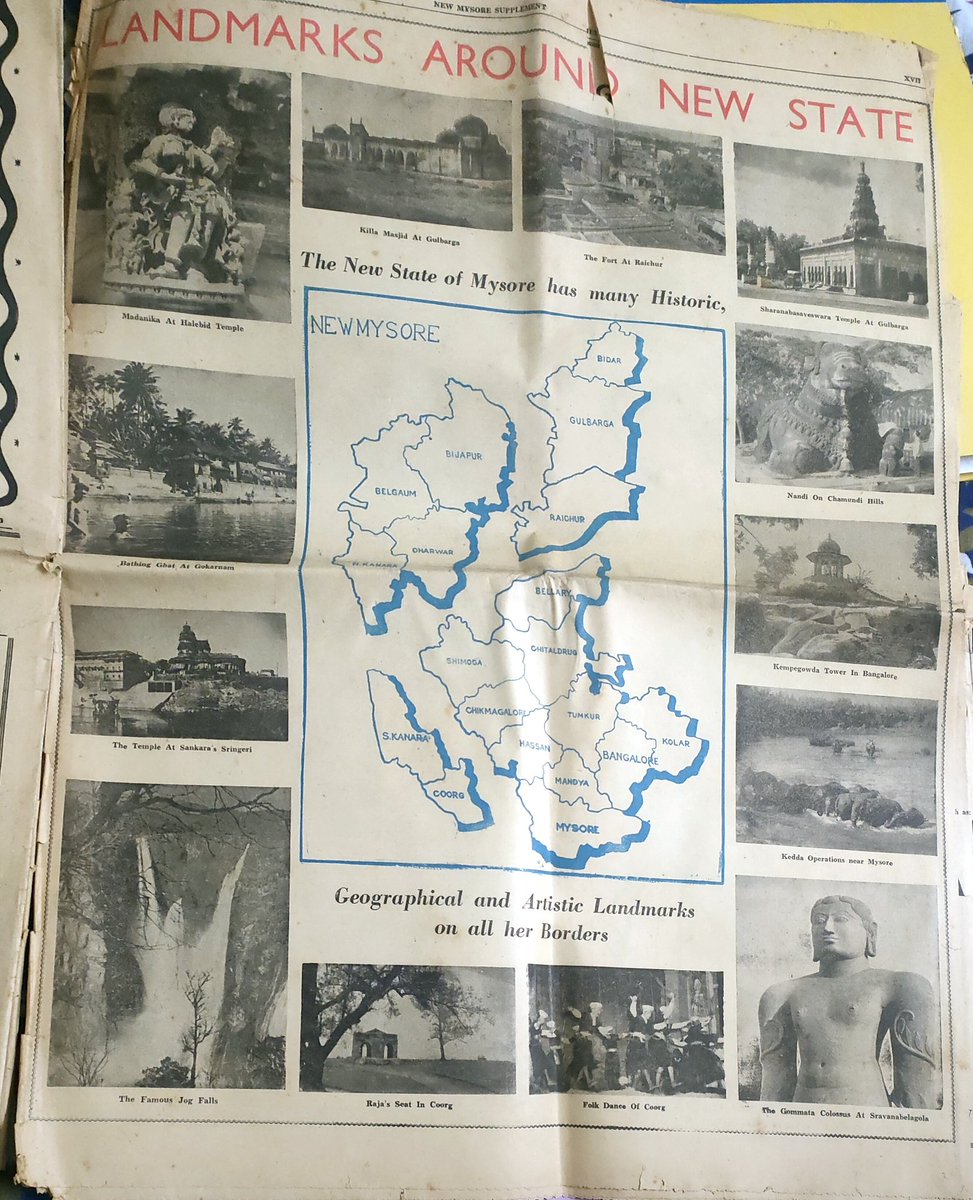 NEW MYSORE SUPPLEMENT
XVII
LANDMARKS AROUND NEW STATE
Madanika At Halebid Temple
Killa Masjid At Gulbarga
The Fort At Raichur
Sharanabasaveswara Temple At Gulbarga
The New State of Mysore has many Historic,
NEW MYSORE
BIDAR
GULBARGA
BIJAPUR
BELGAUM
RAICHUR
DHARWAR
N. KANARA
BELLARY
CHITALDRUG
SHIMOGA
CHIKMAGALORE
TUMKUR
S. KANARA
HASSAN
BANGALORE
KOLAR
MANDYA
COORG
MYSORE
Bathing Ghat At Gokarnam
Nandi On Chamundi Hills
Kempegowda Tower In Bangalore
The Temple At Sankara's Sringeri
Kedda Operations near Mysore
Geographical and Artistic Landmarks
on all her Borders
The Famous Jog Falls
Raja's Seat In Coorg
Folk Dance Of Coorg
The Gommata Colossus At Sravanabelagola